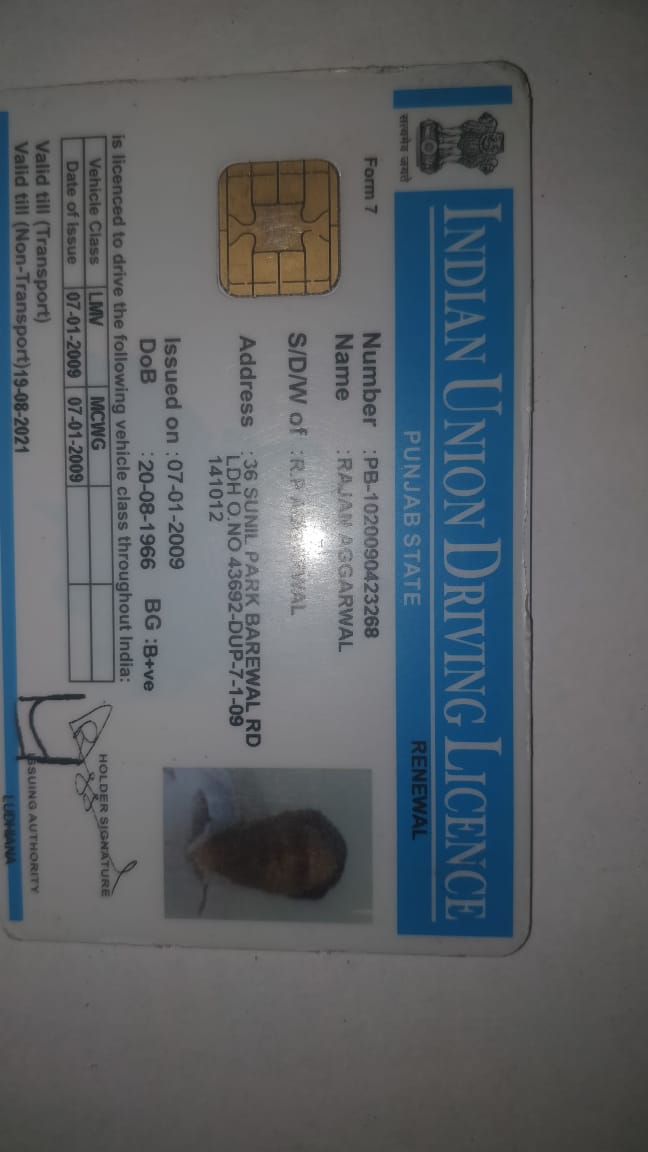 INDIAN UNION DRIVING LICENCE
सत्यमेव जयते
PUNJAB STATE RENEWAL
Form 7
Number :PB-1020090423268
Name :RAJAN AGGARWAL
S/D/W of :R.P
Address :36 SUNIL PARK BAREWAL RD
LDH O.NO 43692-DUP-7-1-09
141012
Issued on :07-01-2009
DoB :20-08-1966 BG :B+ve
is licenced to drive the following vehicle class throughout India:
Vehicle Class LMV MCWG
Date of Issue 07-01-2009 07-01-2009
Valid till (Transport)
Valid till (Non-Transport)19-08-2021
HOLDER SIGNATURE
ISSUING AUTHORITY
LUDHIANA